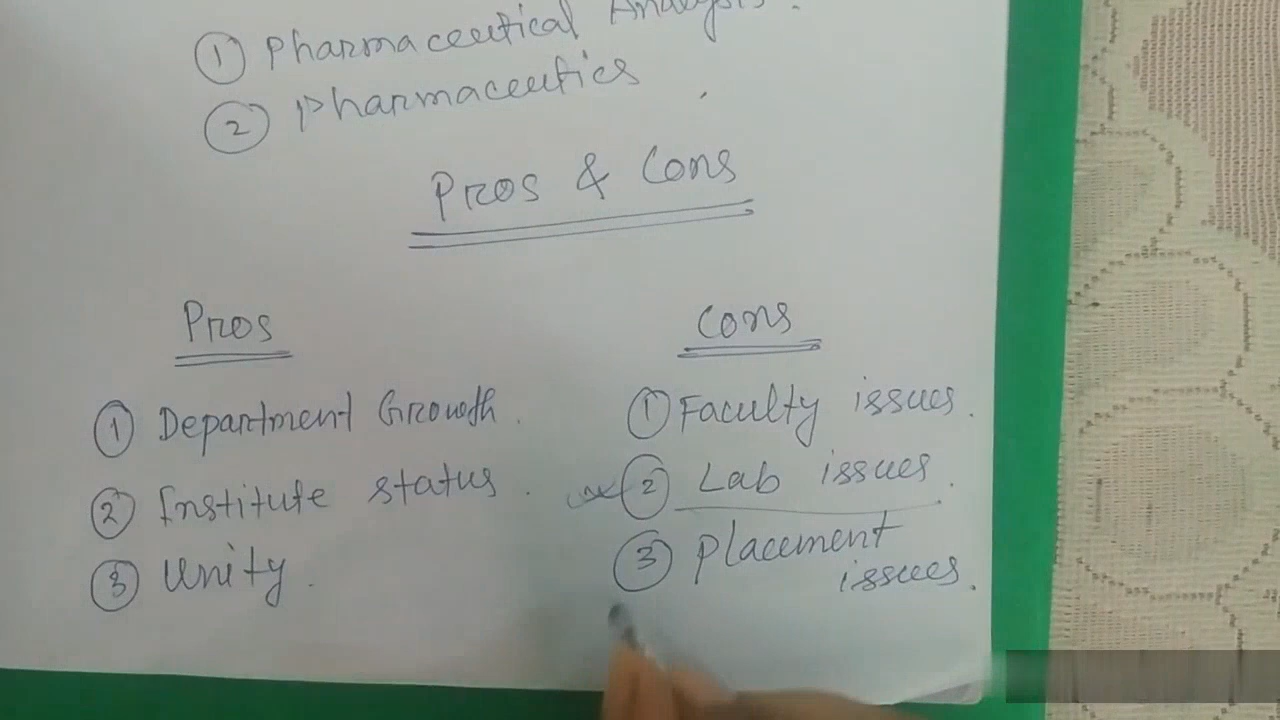 ① Pharmaceutical Analysis.
② Pharmaceutics
Pros & Cons
Pros
① Department Growth.
② Institute status.
③ Unity.
Cons
① Faculty issues.
② Lab issues.
③ Placement
issues.